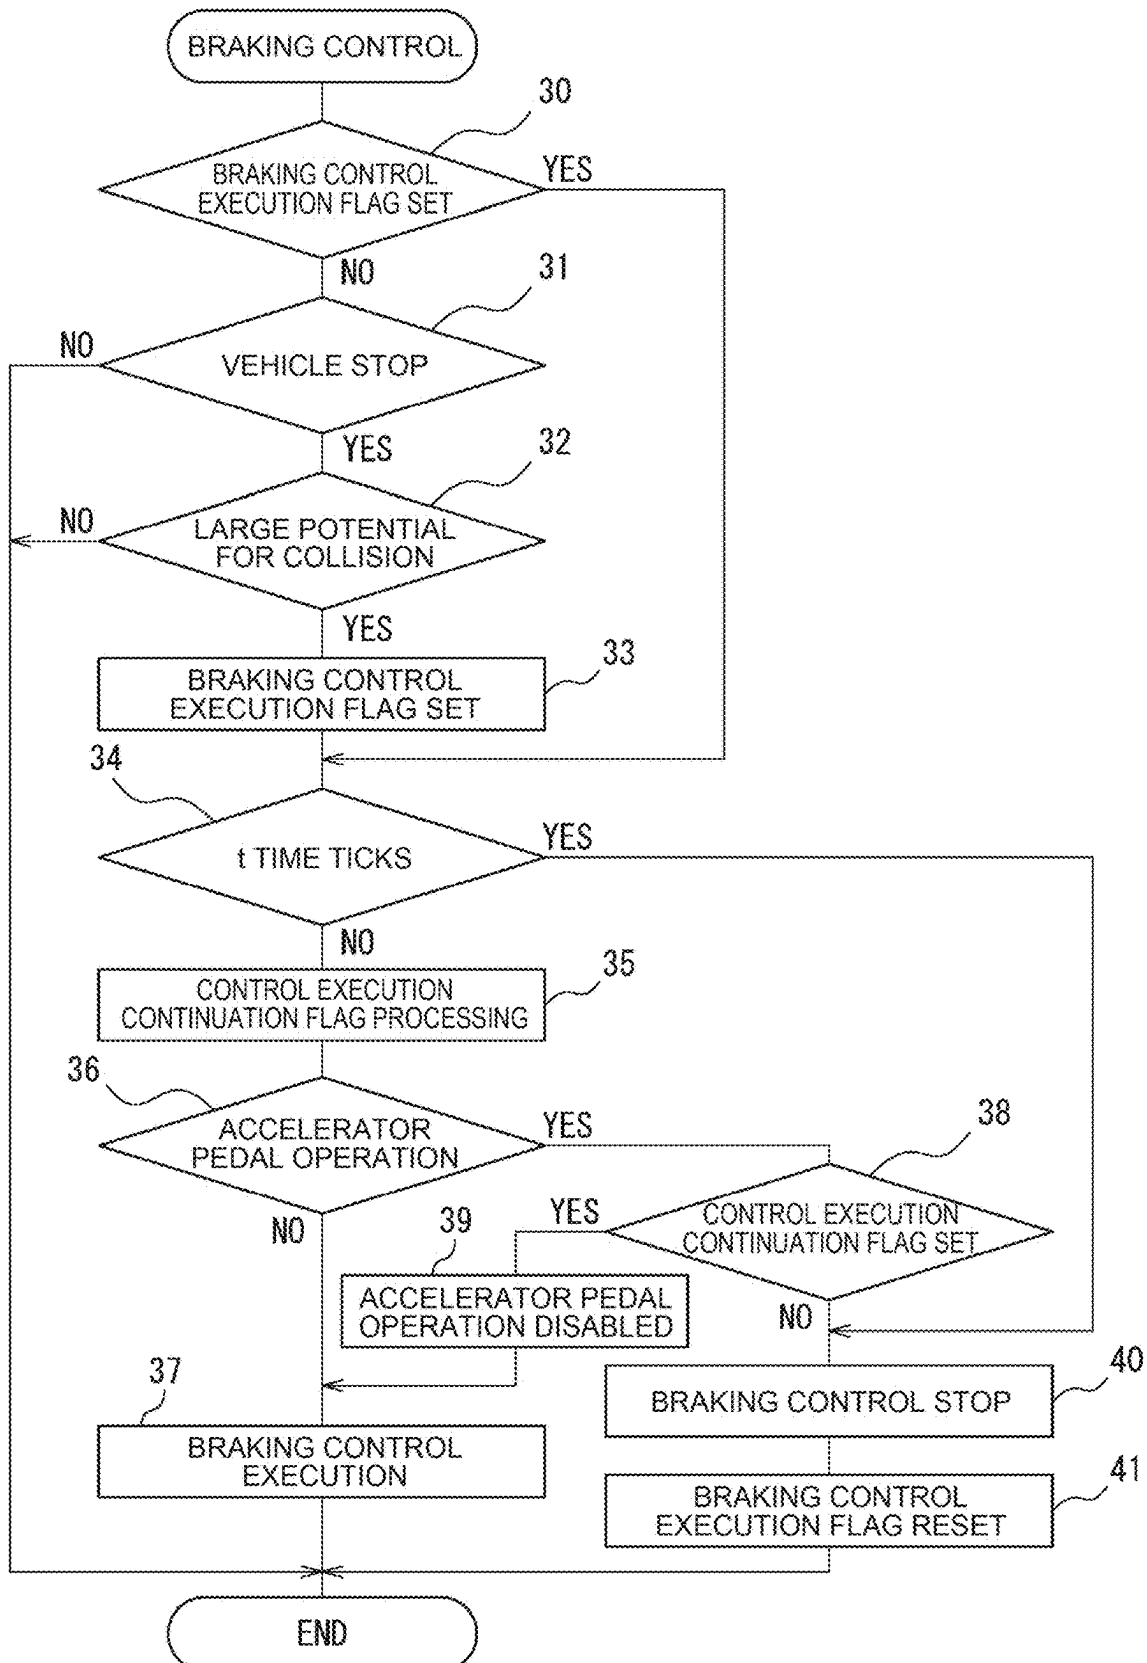 BRAKING CONTROL
30
BRAKING CONTROL
EXECUTION FLAG SET
YES
NO
31
NO
VEHICLE STOP
YES
32
NO
LARGE POTENTIAL
FOR COLLISION
YES
33
BRAKING CONTROL
EXECUTION FLAG SET
34
YES
t TIME TICKS
NO
35
CONTROL EXECUTION
CONTINUATION FLAG PROCESSING
36
ACCELERATOR
PEDAL OPERATION
YES
38
NO
39
YES
CONTROL EXECUTION
CONTINUATION FLAG SET
ACCELERATOR PEDAL
OPERATION DISABLED
NO
37
40
BRAKING CONTROL STOP
BRAKING CONTROL
EXECUTION
41
BRAKING CONTROL
EXECUTION FLAG RESET
END